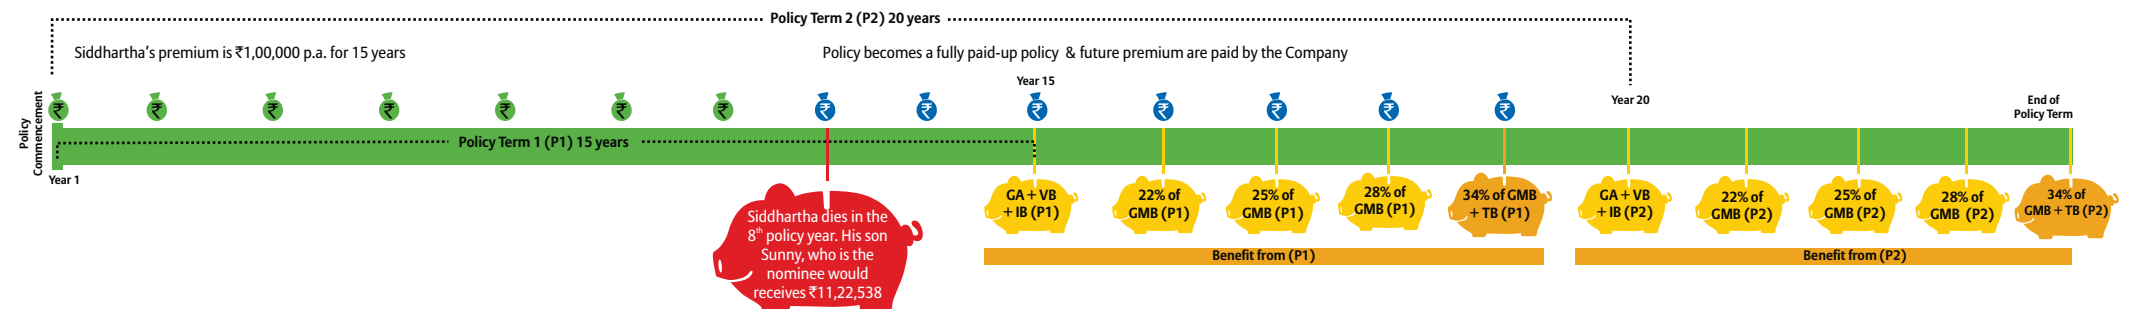 Policy Term 2 (P2) 20 years
Siddhartha's premium is ₹1,00,000 p.a. for 15 years
Policy becomes a fully paid-up policy & future premium are paid by the Company
Year 15
Year 20
End of
Policy Term
Policy
Commencement
₹ ₹ ₹ ₹ ₹ ₹ ₹ ₹ ₹ ₹ ₹ ₹ ₹ ₹
Policy Term 1 (P1) 15 years
Year 1
Siddhartha dies in the
8th policy year. His son
Sunny, who is the
nominee would
receives ₹11,22,538
GA + VB
+ IB (P1)
22% of
GMB (P1)
25% of
GMB (P1)
28% of
GMB (P1)
34% of GMB
+ TB (P1)
GA + VB
+ IB (P2)
22% of
GMB (P2)
25% of
GMB (P2)
28% of
GMB (P2)
34% of
GMB + TB (P2)
Benefit from (P1)
Benefit from (P2)